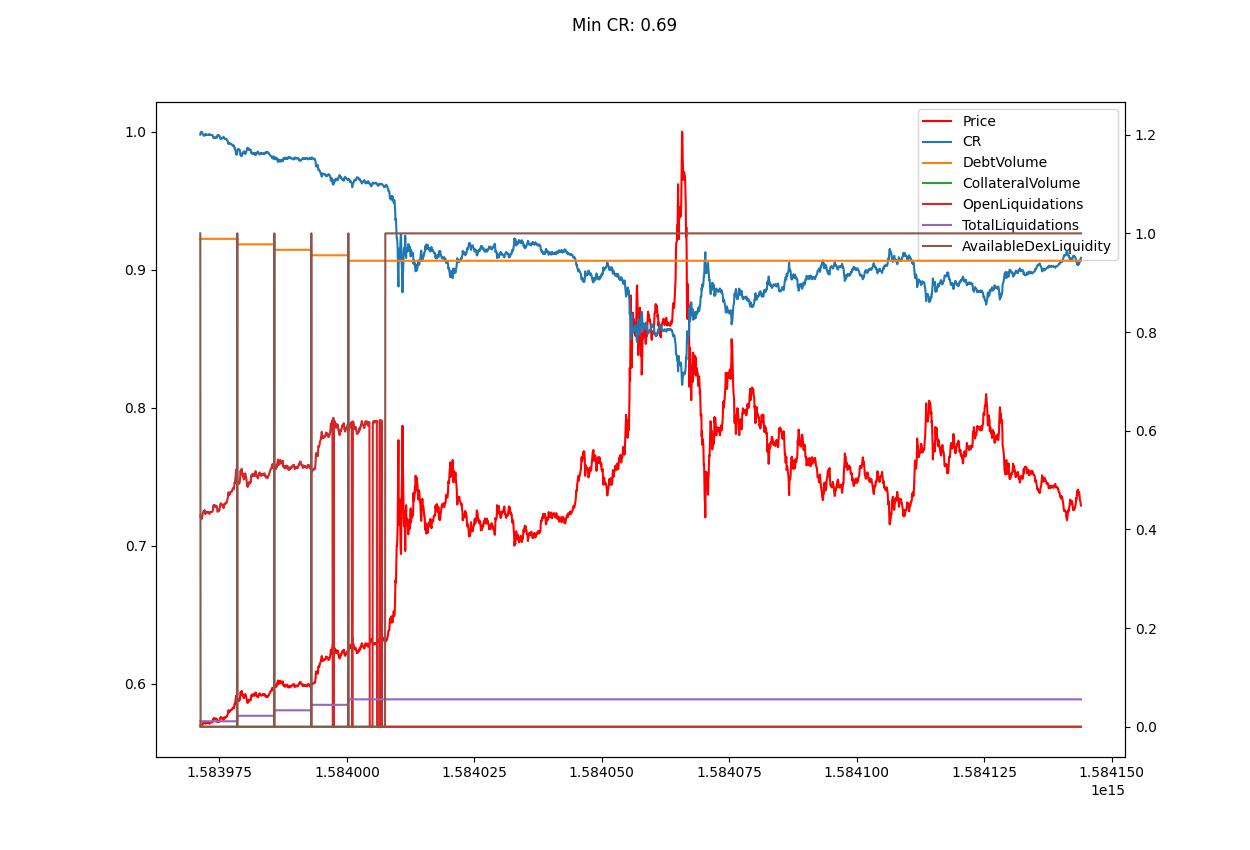 Min CR: 0.69
1.0
0.9
0.8
0.7
0.6
Price
CR
DebtVolume
CollateralVolume
OpenLiquidations
TotalLiquidations
AvailableDexLiquidity
1.2
1.0
0.8
0.6
0.4
0.2
0.0
1.583975 1.584000 1.584025 1.584050 1.584075 1.584100 1.584125 1.584150
1e15